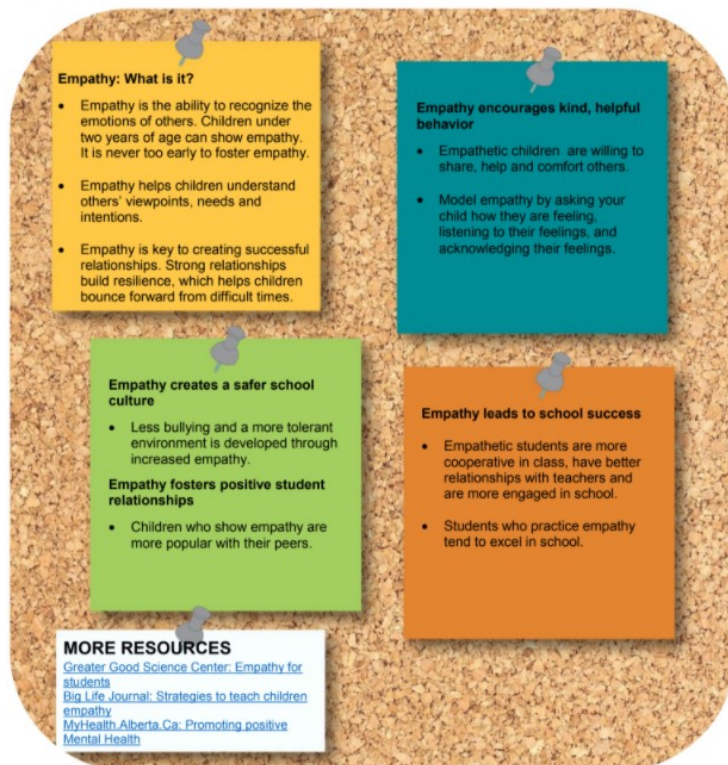 Empathy: What is it?
• Empathy is the ability to recognize the
emotions of others. Children under
two years of age can show empathy.
It is never too early to foster empathy.
• Empathy helps children understand
others' viewpoints, needs and
intentions.
• Empathy is key to creating successful
relationships. Strong relationships
build resilience, which helps children
bounce forward from difficult times.
Empathy encourages kind, helpful
behavior
• Empathetic children are willing to
share, help and comfort others.
• Model empathy by asking your
child how they are feeling,
listening to their feelings, and
acknowledging their feelings.
Empathy creates a safer school
culture
• Less bullying and a more tolerant
environment is developed through
increased empathy.
Empathy fosters positive student
relationships
• Children who show empathy are
more popular with their peers.
Empathy leads to school success
• Empathetic students are more
cooperative in class, have better
relationships with teachers and
are more engaged in school.
• Students who practice empathy
tend to excel in school.
MORE RESOURCES
Greater Good Science Center: Empathy for
students
Big Life Journal: Strategies to teach children
empathy
MyHealth.Alberta.Ca: Promoting positive
Mental Health